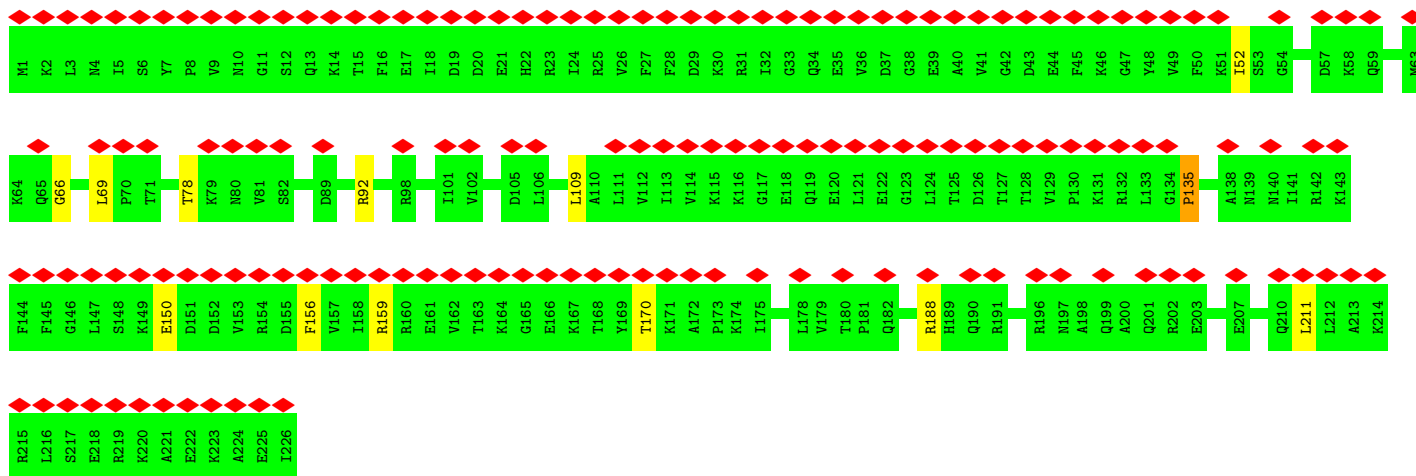 M1 K2 L3 N4 I5 S6 Y7 P8 V9 N10 G11 S12 Q13 K14 T15 F16 E17 I18 D19 D20 E21 H22 R23 I24 R25 V26 F27 F28 D29 K30 R31 I32 G33 Q34 E35 V36 D37 G38 E39 A40 V41 G42 D43 E44 F45 K46 G47 Y48 V49 F50 K51 I52 S53 G54 D57 K58 Q59 M63
K64 Q65 G66 L69 P70 T71 T78 K79 N80 V81 S82 D89 R92 R98 I101 V102 D105 L106 L109 A110 L111 V112 I113 V114 K115 K116 G117 E118 Q119 E120 L121 E122 G123 L124 T125 D126 T127 T128 V129 P130 K131 R132 L133 G134 P135 A138 N139 N140 I141 R142 K143
F144 F145 G146 L147 S148 K149 E150 D151 D152 V153 R154 D155 F156 V157 I158 R159 R160 E161 V162 T163 K164 G165 E166 K167 T168 Y169 T170 K171 A172 P173 K174 I175 L178 V179 T180 P181 Q182 R188 H189 Q190 R191 R196 N197 A198 Q199 A200 Q201 R202 E203 E207 Q210 L211 L212 A213 K214
R215 L216 S217 E218 R219 K220 A221 E222 K223 A224 E225 I226